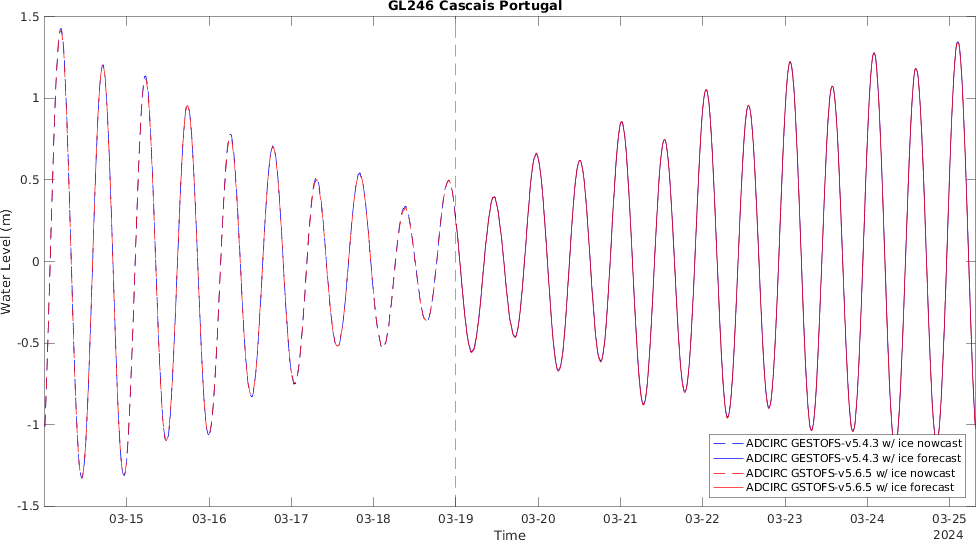 GL246 Cascais Portugal
1.5
1
0.5
0
-0.5
-1
-1.5
Water Level (m)
ADCIRC GESTOFS-v5.4.3 w/ ice nowcast
ADCIRC GESTOFS-v5.4.3 w/ ice forecast
ADCIRC GSTOFS-v5.6.5 w/ ice nowcast
ADCIRC GSTOFS-v5.6.5 w/ ice forecast
03-15 03-16 03-17 03-18 03-19 03-20 03-21 03-22 03-23 03-24 03-25
2024
Time